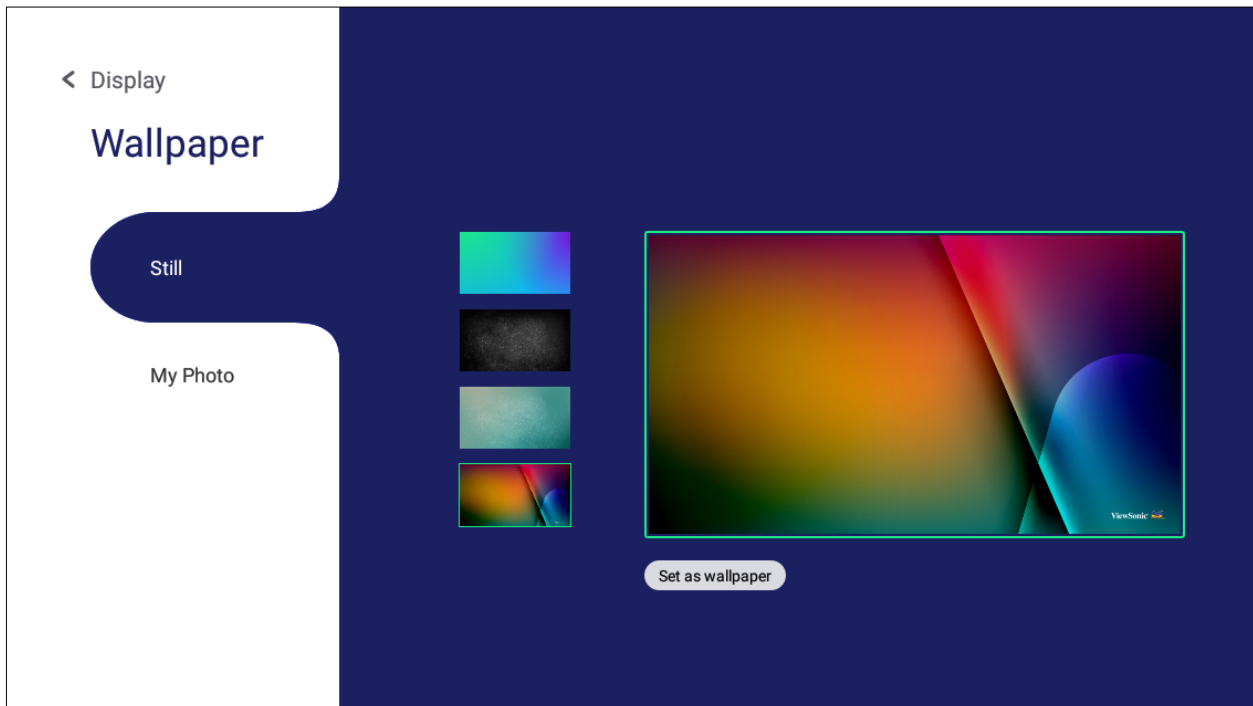 Display
Wallpaper
Still
My Photo
ViewSonic
Set as wallpaper